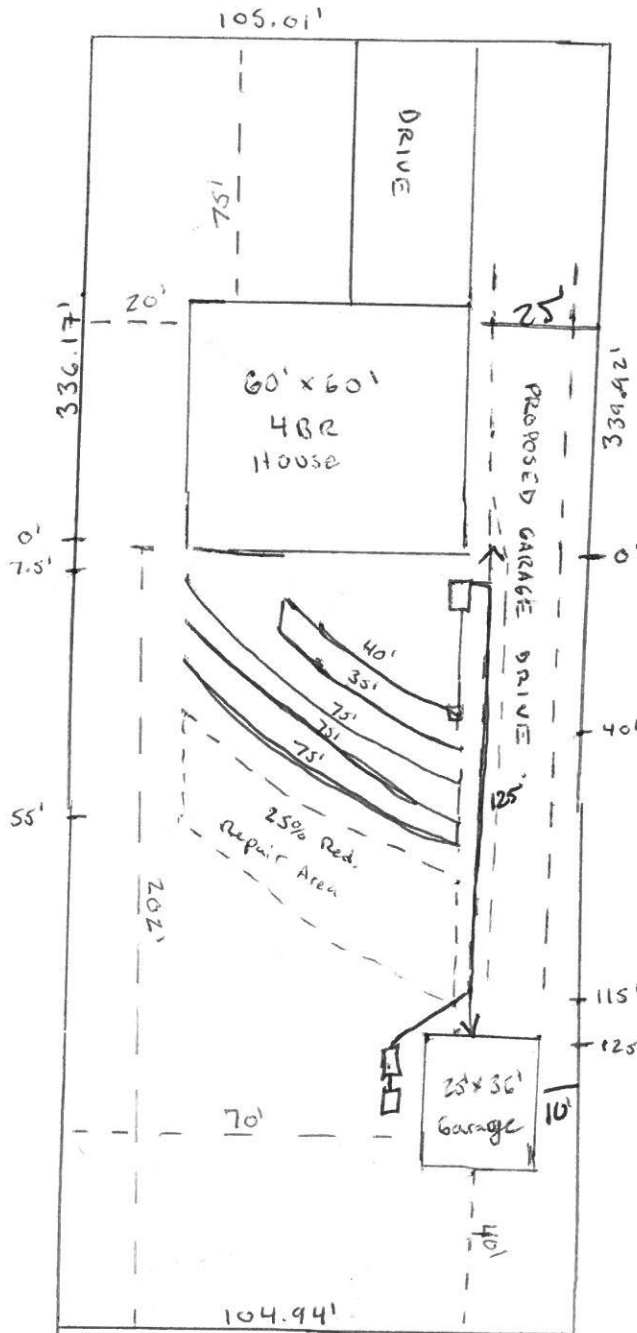 105.01'
DRIVE
75'
20'
25'
336.17'
339.92'
60' x 60'
4BR
House
PROPOSED GARAGE DRIVE
0'
7.5'
0'
40'
35'
75'
75'
75'
40'
125'
55'
25% Red.
Repair Area
202'
115'
125'
25' x 36'
Garage
10'
70'
40'
104.94'